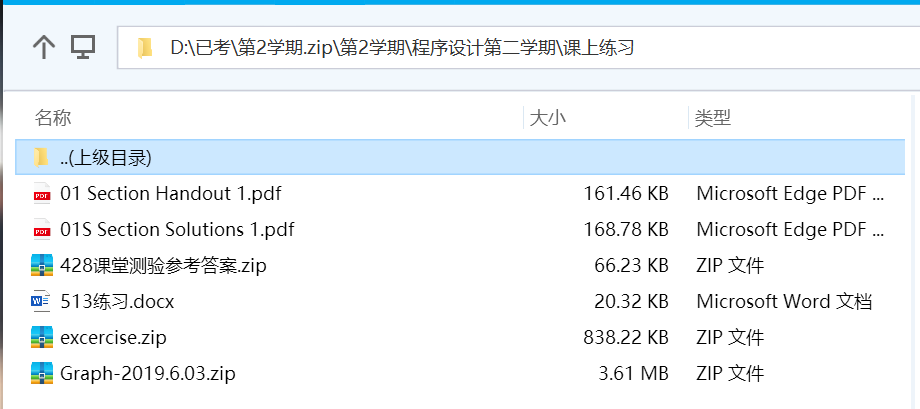 D:\已考\第2学期.zip\第2学期\程序设计第二学期\课上练习
名称 大小 类型
..(上级目录)
PDF 01 Section Handout 1.pdf 161.46 KB Microsoft Edge PDF ...
PDF 01S Section Solutions 1.pdf 168.78 KB Microsoft Edge PDF ...
428课堂测验参考答案.zip 66.23 KB ZIP 文件
W 513练习.docx 20.32 KB Microsoft Word 文档
excercise.zip 838.22 KB ZIP 文件
Graph-2019.6.03.zip 3.61 MB ZIP 文件